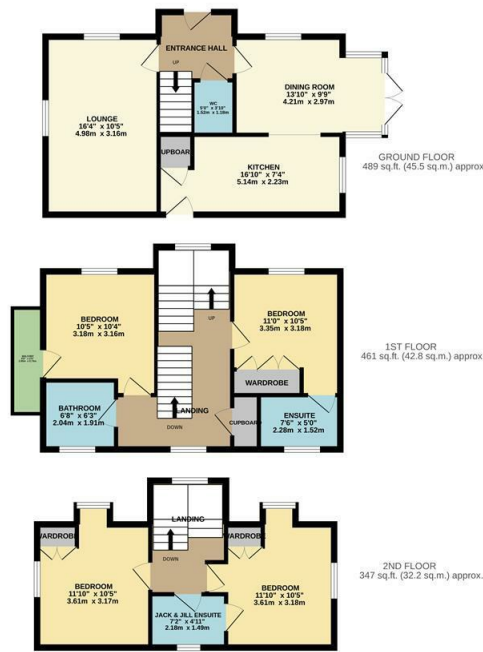 ENTRANCE HALL
UP
DINING ROOM
13'10" x 9'9"
4.21m x 2.97m
LOUNGE
16'4" x 10'5"
4.98m x 3.16m
WC
CUPBOARD
KITCHEN
16'10" x 7'4"
5.14m x 2.23m
GROUND FLOOR
489 sq.ft. (45.5 sq.m.) approx.
BEDROOM
10'5" x 10'4"
3.18m x 3.16m
BEDROOM
11'0" x 10'5"
3.35m x 3.18m
UP
WARDROBE
BATHROOM
6'8" x 6'3"
2.04m x 1.91m
LANDING
DOWN
CUPBOARD
ENSUITE
7'6" x 5'0"
2.28m x 1.52m
1ST FLOOR
461 sq.ft. (42.8 sq.m.) approx.
WARDROBE
LANDING
WARDROBE
DOWN
BEDROOM
11'10" x 10'5"
3.61m x 3.17m
BEDROOM
11'10" x 10'5"
3.61m x 3.18m
JACK & JILL ENSUITE
7'2" x 4'11"
2.18m x 1.49m
2ND FLOOR
347 sq.ft. (32.2 sq.m.) approx.